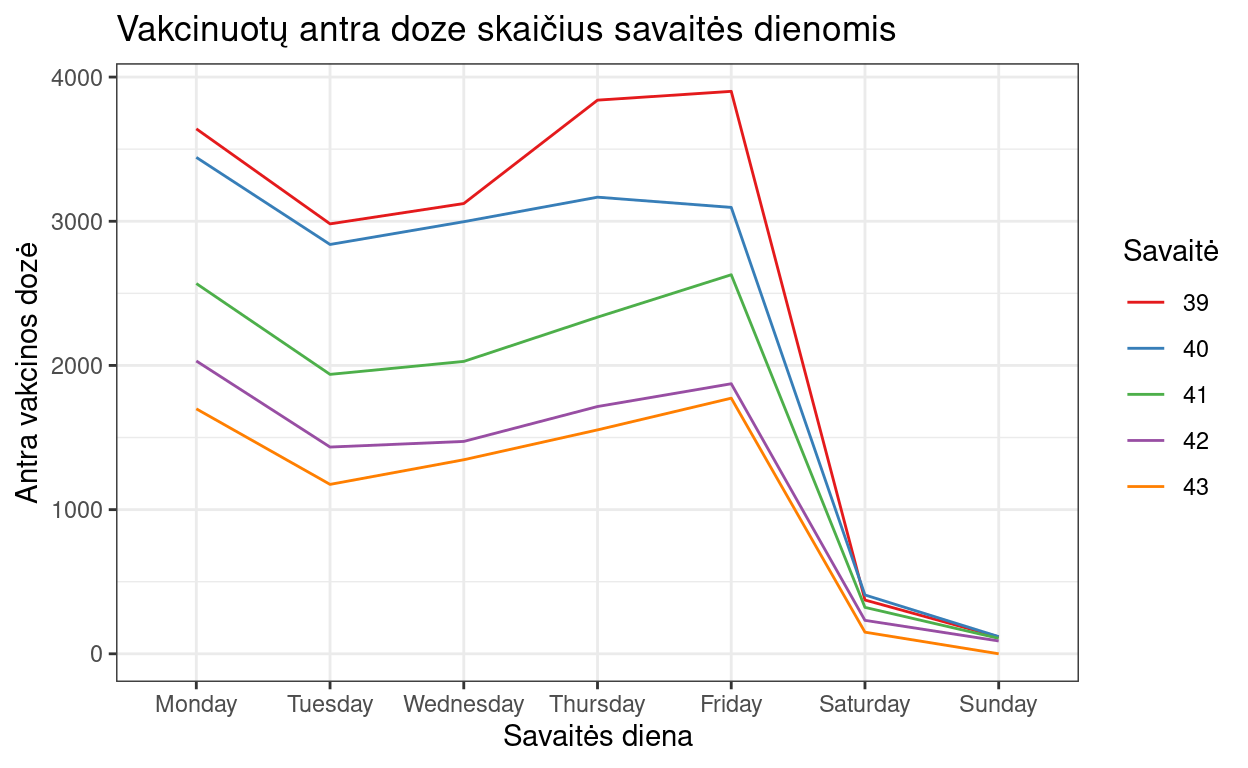 Vakcinuotų antra doze skaičius savaitės dienomis
Antra vakcinos dozė
4000
3000
2000
1000
0
Monday Tuesday Wednesday Thursday Friday Saturday Sunday
Savaitės diena
Savaitė
39
40
41
42
43